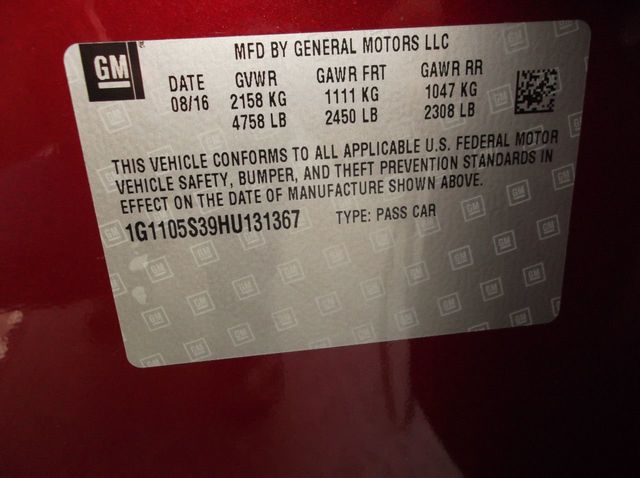 GM MFD BY GENERAL MOTORS LLC
DATE GVWR GAWR FRT GAWR RR
08/16 2158 KG 1111 KG 1047 KG
4758 LB 2450 LB 2308 LB
THIS VEHICLE CONFORMS TO ALL APPLICABLE U.S. FEDERAL MOTOR
VEHICLE SAFETY, BUMPER, AND THEFT PREVENTION STANDARDS IN
EFFECT ON THE DATE OF MANUFACTURE SHOWN ABOVE.
1G1105S39HU131367 TYPE: PASS CAR